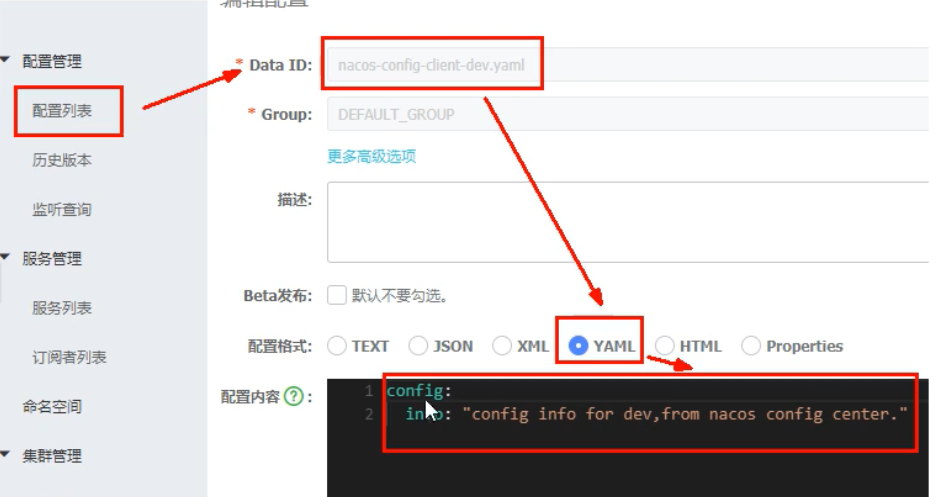 编辑配置
配置管理
配置列表
历史版本
监听查询
服务管理
服务列表
订阅者列表
命名空间
集群管理
* Data ID: nacos-config-client-dev.yaml
* Group: DEFAULT_GROUP
更多高级选项
描述:
Beta发布: 默认不要勾选。
配置格式: TEXT JSON XML YAML HTML Properties
配置内容 ? :
1 config:
2 info: "config info for dev,from nacos config center."